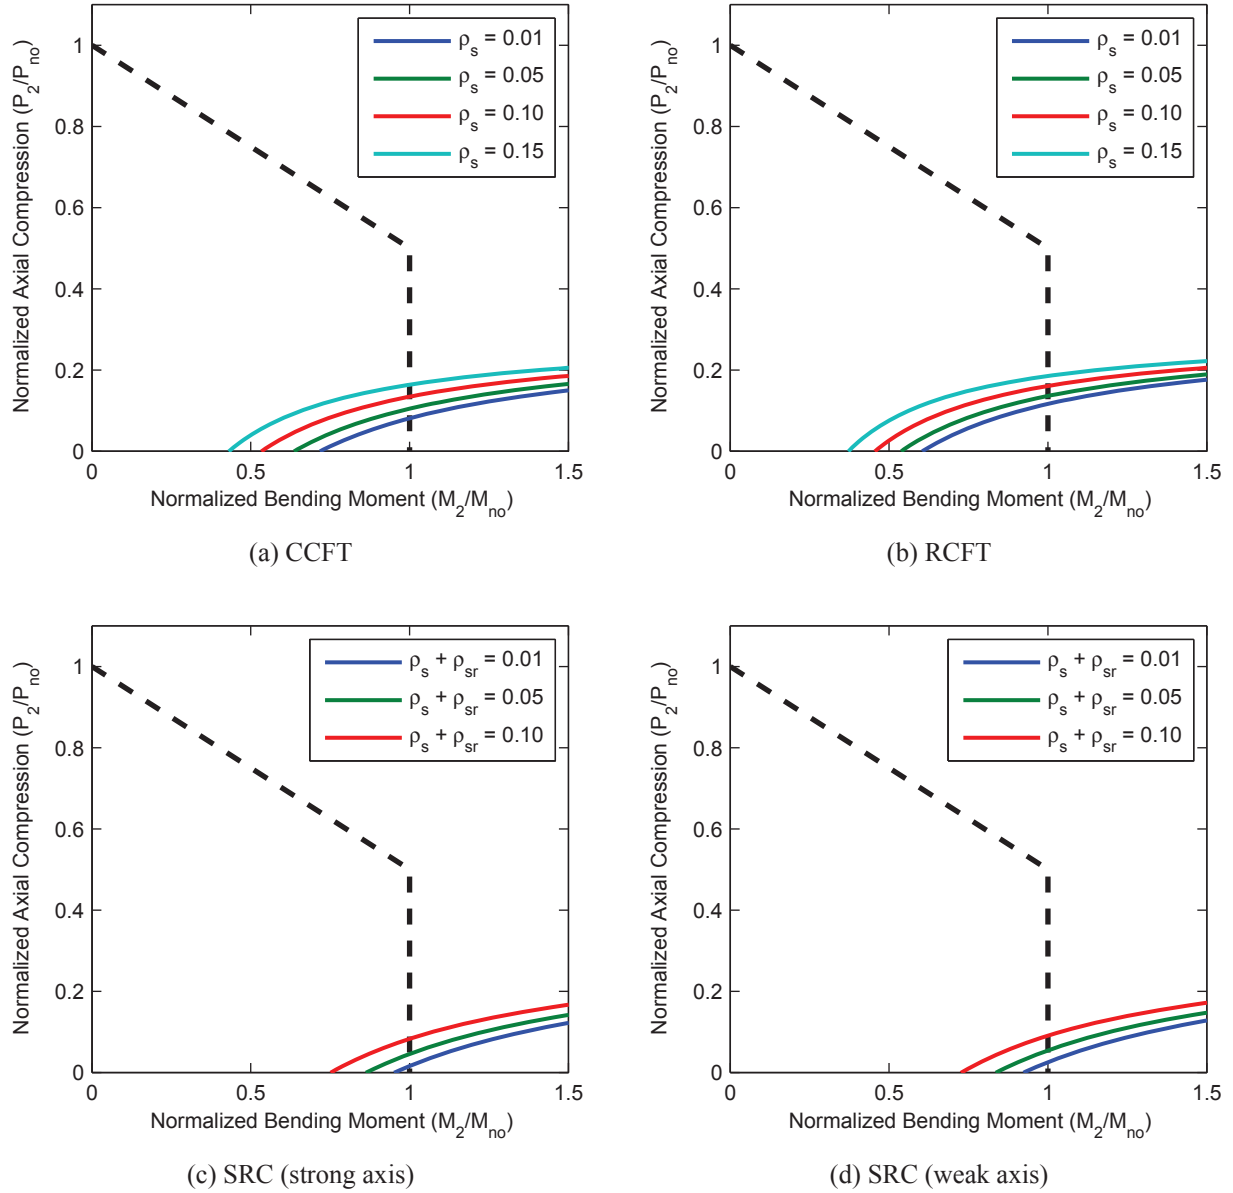 Normalized Axial Compression (P2/Pno)
1
0.8
0.6
0.4
0.2
0
0
0.5
1
1.5
Normalized Bending Moment (M2/Mno)
ρs = 0.01
ρs = 0.05
ρs = 0.10
ρs = 0.15
(a) CCFT
Normalized Axial Compression (P2/Pno)
1
0.8
0.6
0.4
0.2
0
0
0.5
1
1.5
Normalized Bending Moment (M2/Mno)
ρs = 0.01
ρs = 0.05
ρs = 0.10
ρs = 0.15
(b) RCFT
Normalized Axial Compression (P2/Pno)
1
0.8
0.6
0.4
0.2
0
0
0.5
1
1.5
Normalized Bending Moment (M2/Mno)
ρs + ρsr = 0.01
ρs + ρsr = 0.05
ρs + ρsr = 0.10
(c) SRC (strong axis)
Normalized Axial Compression (P2/Pno)
1
0.8
0.6
0.4
0.2
0
0
0.5
1
1.5
Normalized Bending Moment (M2/Mno)
ρs + ρsr = 0.01
ρs + ρsr = 0.05
ρs + ρsr = 0.10
(d) SRC (weak axis)